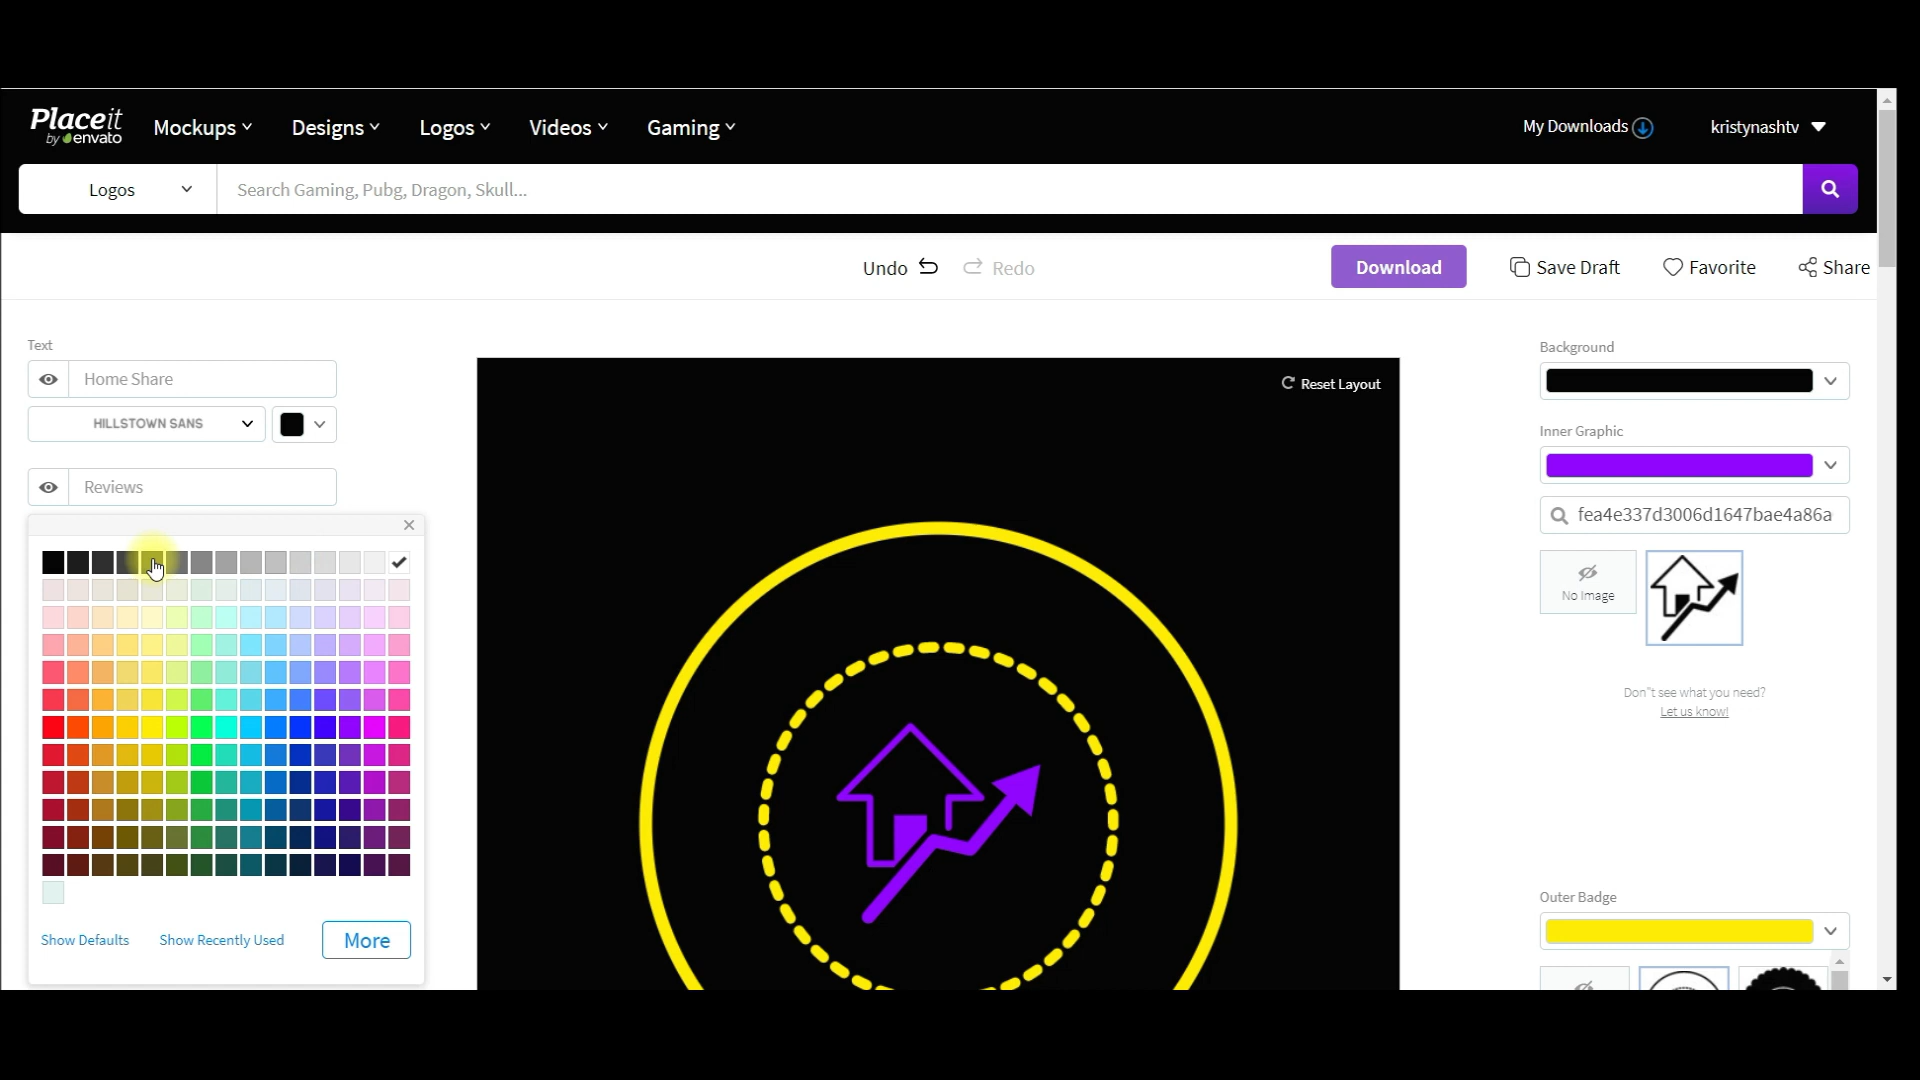 Placeit
by envato
Mockups
Designs
Logos
Videos
Gaming
My Downloads
kristynashtv
Logos
Search Gaming, Pubg, Dragon, Skull...
Undo
Redo
Download
Save Draft
Favorite
Share
Text
Home Share
HILLSTOWN SANS
Reviews
Show Defaults
Show Recently Used
More
Reset Layout
Background
Inner Graphic
fea4e337d3006d1647bae4a86a
No Image
Don"t see what you need?
Let us know!
Outer Badge